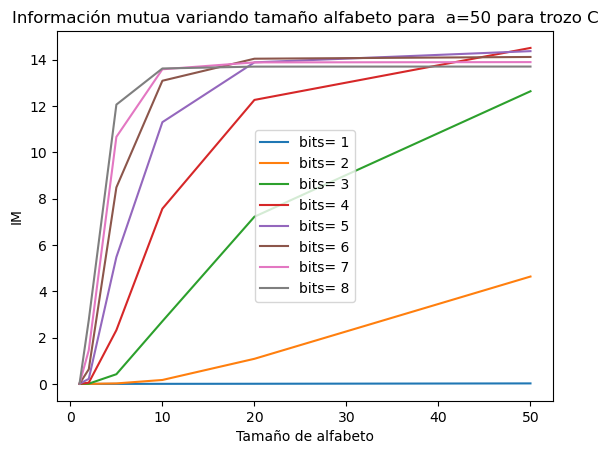 Información mutua variando tamaño alfabeto para  a=50 para trozo C
14
12
10
8
6
4
2
0
IM
bits= 1
bits= 2
bits= 3
bits= 4
bits= 5
bits= 6
bits= 7
bits= 8
0 10 20 30 40 50
Tamaño de alfabeto